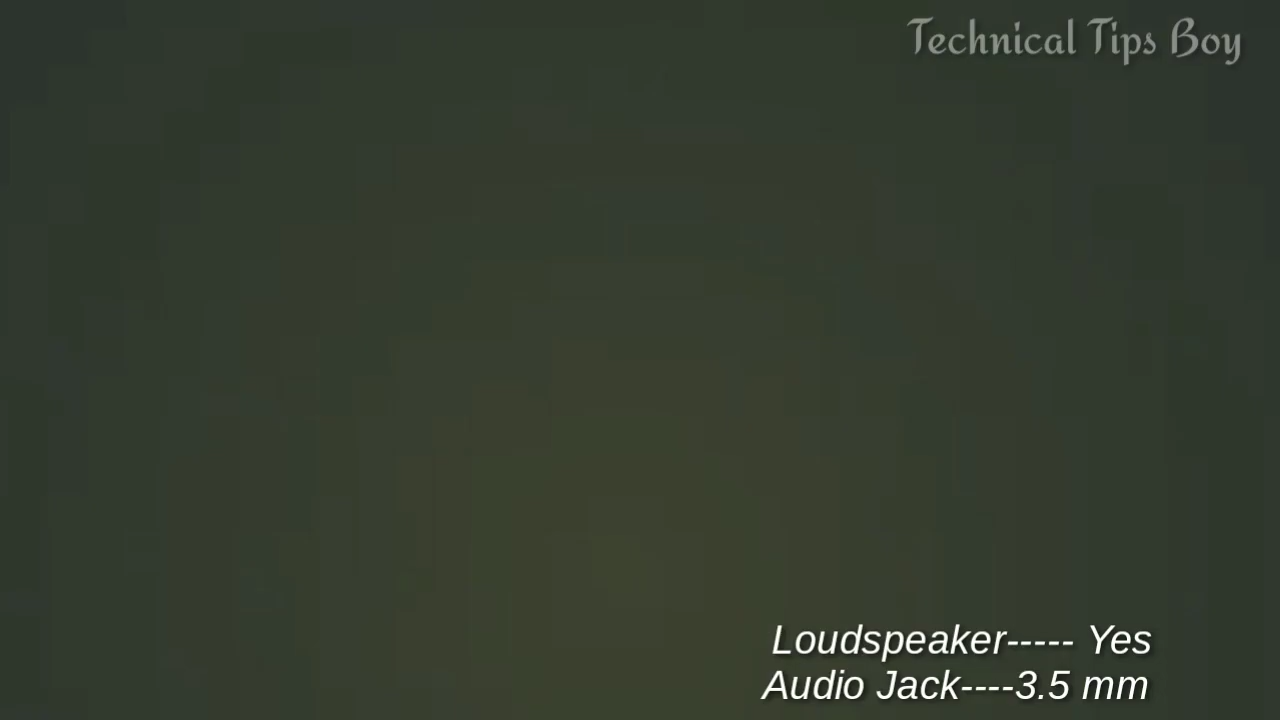 Technical Tips Boy
Loudspeaker----- Yes
Audio Jack----3.5 mm